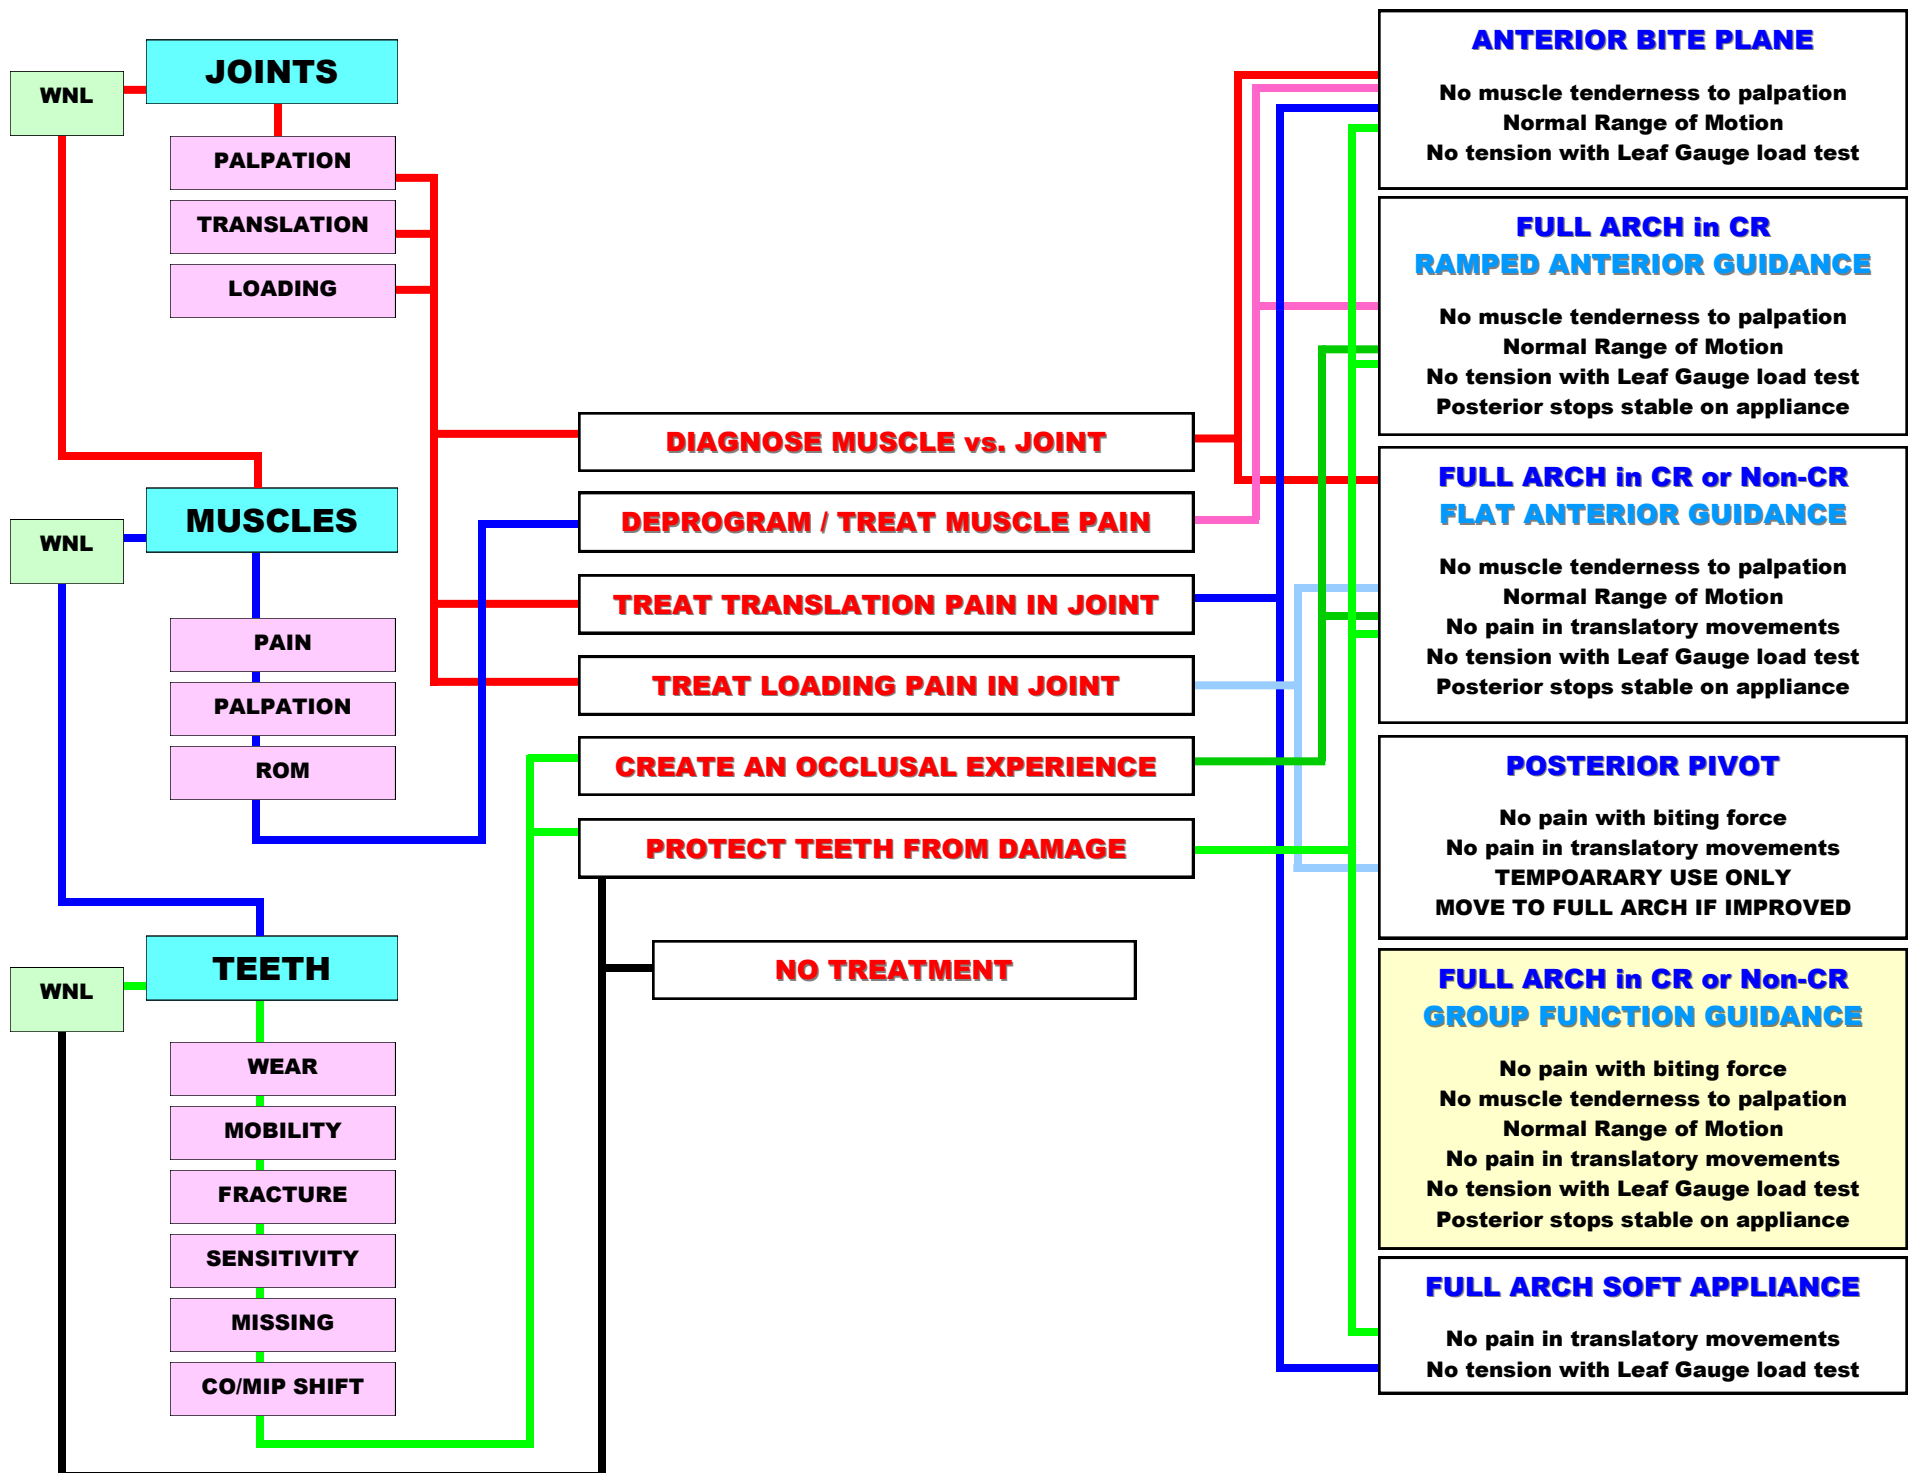 JOINTS
WNL
PALPATION
TRANSLATION
LOADING
MUSCLES
WNL
PAIN
PALPATION
ROM
TEETH
WNL
WEAR
MOBILITY
FRACTURE
SENSITIVITY
MISSING
CO/MIP SHIFT
DIAGNOSE MUSCLE vs. JOINT
DEPROGRAM / TREAT MUSCLE PAIN
TREAT TRANSLATION PAIN IN JOINT
TREAT LOADING PAIN IN JOINT
CREATE AN OCCLUSAL EXPERIENCE
PROTECT TEETH FROM DAMAGE
NO TREATMENT
ANTERIOR BITE PLANE
No muscle tenderness to palpation
Normal Range of Motion
No tension with Leaf Gauge load test
FULL ARCH in CR
RAMPED ANTERIOR GUIDANCE
No muscle tenderness to palpation
Normal Range of Motion
No tension with Leaf Gauge load test
Posterior stops stable on appliance
FULL ARCH in CR or Non-CR
FLAT ANTERIOR GUIDANCE
No muscle tenderness to palpation
Normal Range of Motion
No pain in translatory movements
No tension with Leaf Gauge load test
Posterior stops stable on appliance
POSTERIOR PIVOT
No pain with biting force
No pain in translatory movements
TEMPOARARY USE ONLY
MOVE TO FULL ARCH IF IMPROVED
FULL ARCH in CR or Non-CR
GROUP FUNCTION GUIDANCE
No pain with biting force
No muscle tenderness to palpation
Normal Range of Motion
No pain in translatory movements
No tension with Leaf Gauge load test
Posterior stops stable on appliance
FULL ARCH SOFT APPLIANCE
No pain in translatory movements
No tension with Leaf Gauge load test